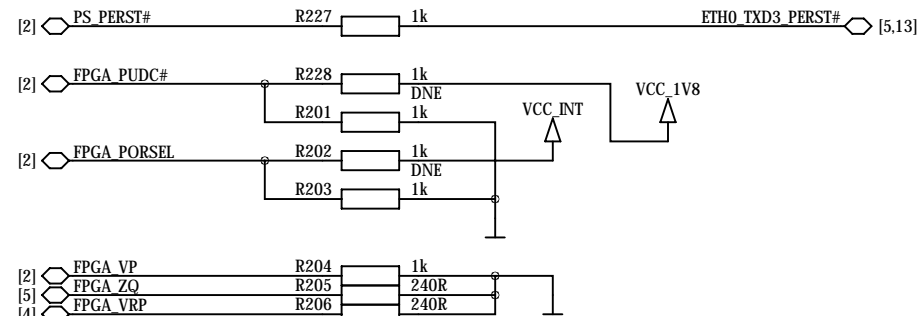 [2] PS_PERST# R227 1k ETH0_TXD3_PERST# [5,13]
[2] FPGA_PUDC# R228 1k
DNE
VCC_1V8
R201 1k
VCC_INT
[2] FPGA_PORSEL R202 1k
DNE
R203 1k
[2] FPGA_VP R204 1k
[5] FPGA_ZQ R205 240R
[4] FPGA_VRP R206 240R